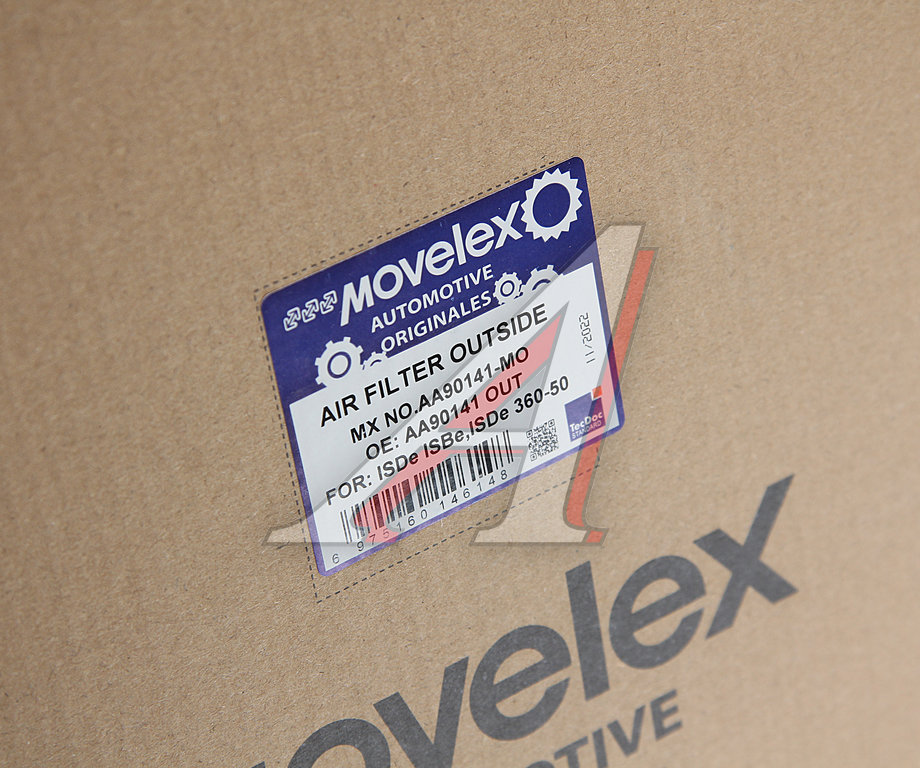 MOVelex
AUTOMOTIVE
ORIGINALES
AIR FILTER OUTSIDE
MX NO.AA90141-MO
OE: AA90141 OUT
FOR: ISDe ISBe,ISDe 360-50
6 975160 146148
11/2022
TecDoc
STANDARD
MOVelex
OTIVE